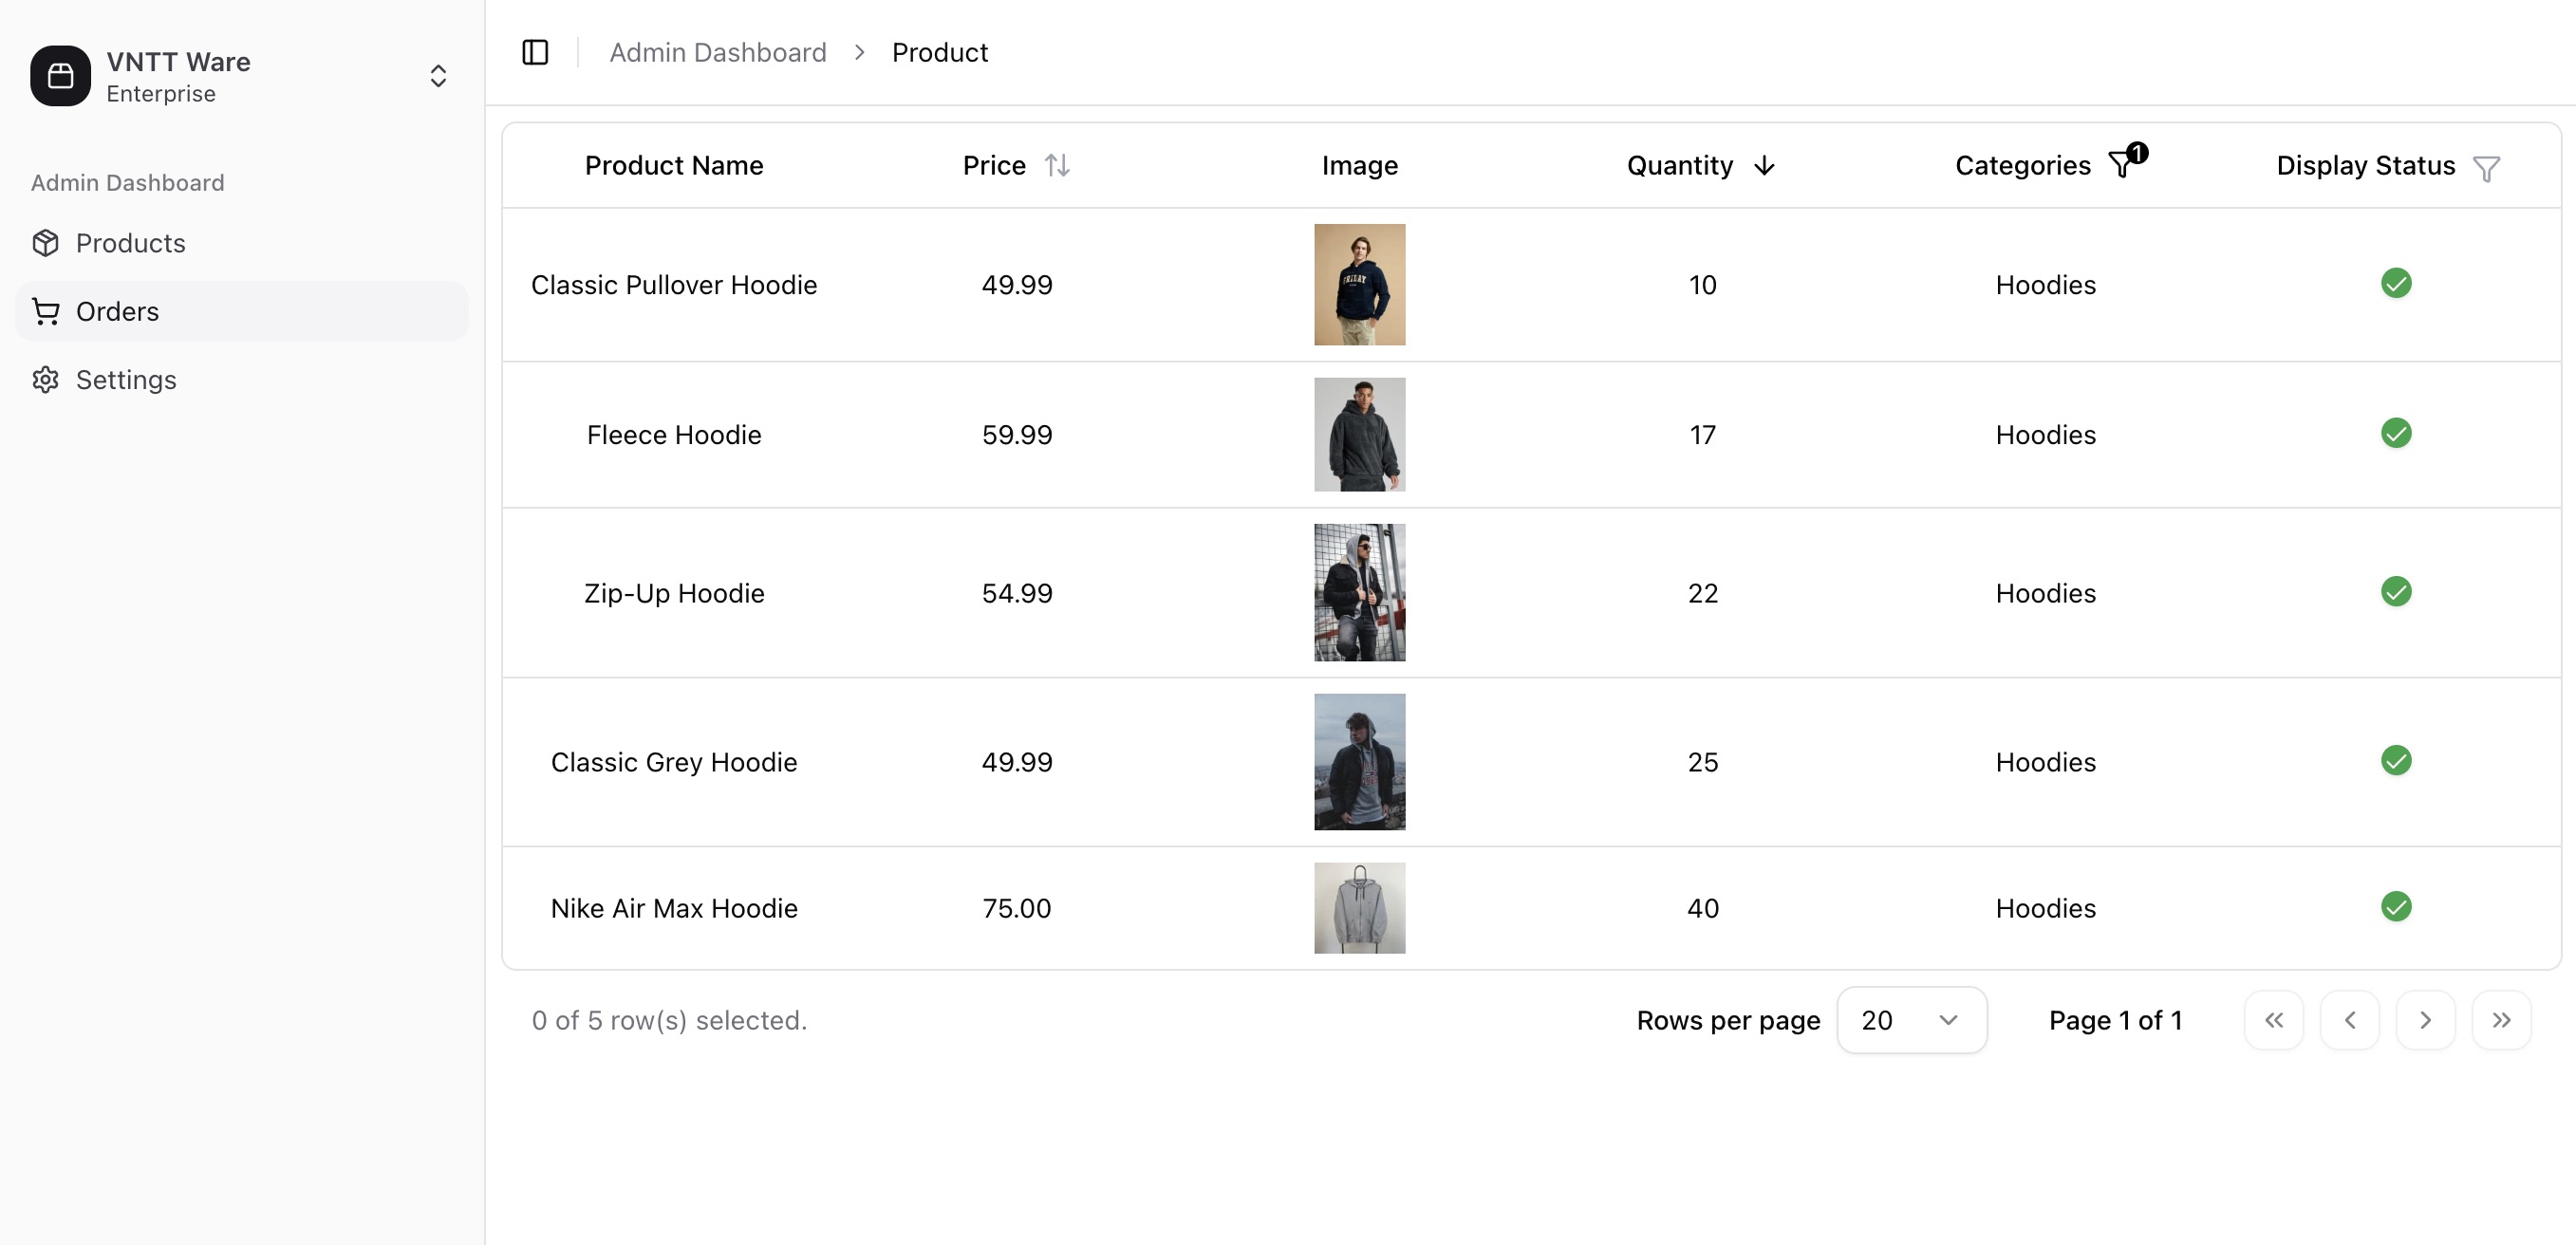 VNTT Ware
Enterprise
Admin Dashboard
Products
Orders
Settings
Admin Dashboard > Product
Product Name Price Image Quantity Categories 1 Display Status
Classic Pullover Hoodie 49.99 FRIDAY 10 Hoodies
Fleece Hoodie 59.99 17 Hoodies
Zip-Up Hoodie 54.99 22 Hoodies
Classic Grey Hoodie 49.99 25 Hoodies
Nike Air Max Hoodie 75.00 40 Hoodies
0 of 5 row(s) selected. Rows per page 20 Page 1 of 1